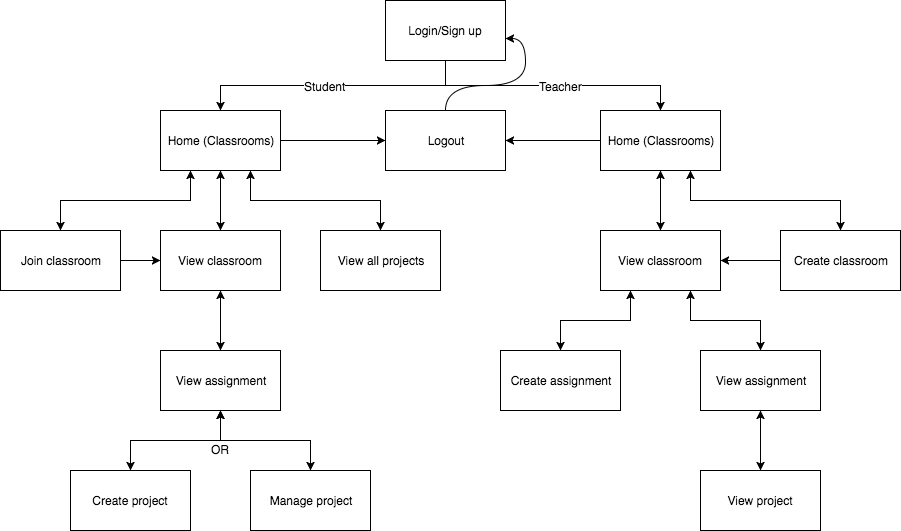 Login/Sign up
Student
Teacher
Home (Classrooms)
Logout
Home (Classrooms)
Join classroom
View classroom
View all projects
View classroom
Create classroom
View assignment
Create assignment
View assignment
OR
Create project
Manage project
View project